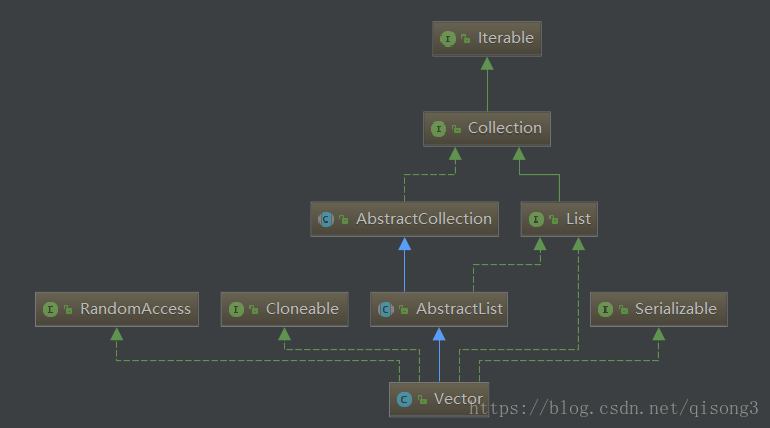 Iterable
Collection
AbstractCollection
List
RandomAccess
Cloneable
AbstractList
Serializable
Vector
https://blog.csdn.net/qisong3